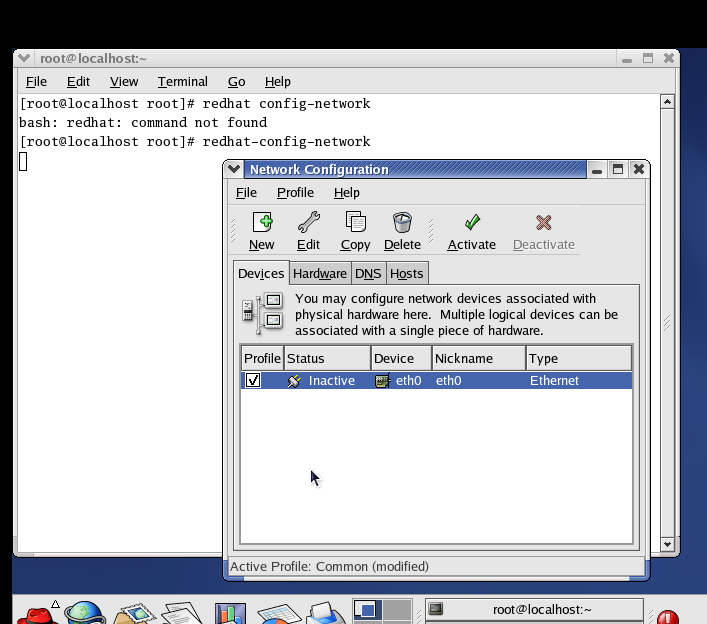 root@localhost:~
File Edit View Terminal Go Help
[root@localhost root]# redhat config-network
bash: redhat: command not found
[root@localhost root]# redhat-config-network
Network Configuration
File Profile Help
New Edit Copy Delete Activate Deactivate
Devices Hardware DNS Hosts
You may configure network devices associated with
physical hardware here. Multiple logical devices can be
associated with a single piece of hardware.
Profile Status Device Nickname Type
Inactive eth0 eth0 Ethernet
Active Profile: Common (modified)
root@localhost:~